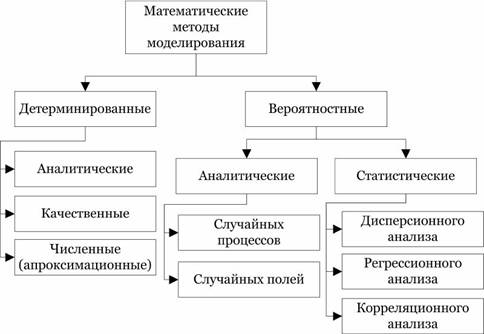 Математические
методы
моделирования
Детерминированные
Вероятностные
Аналитические
Качественные
Численные
(апроксимационные)
Аналитические
Статистические
Случайных
процессов
Случайных полей
Дисперсионного
анализа
Регрессионного
анализа
Корреляционного
анализа